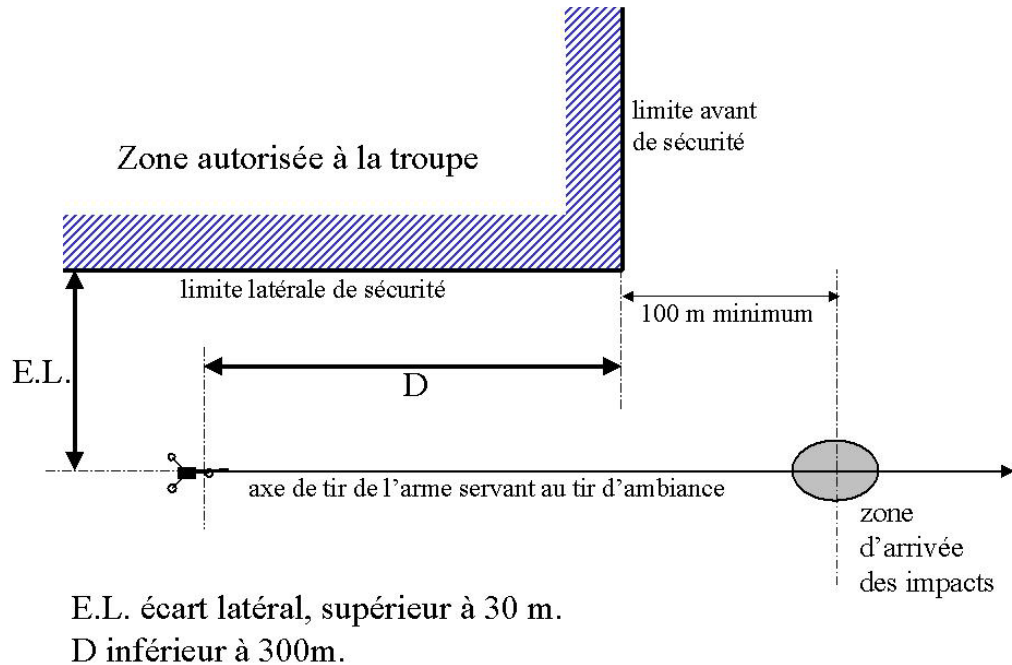 limite avant
de sécurité
Zone autorisée à la troupe
limite latérale de sécurité
100 m minimum
E.L.
D
axe de tir de l’arme servant au tir d’ambiance
zone
d’arrivée
des impacts
E.L. écart latéral, supérieur à 30 m.
D inférieur à 300m.